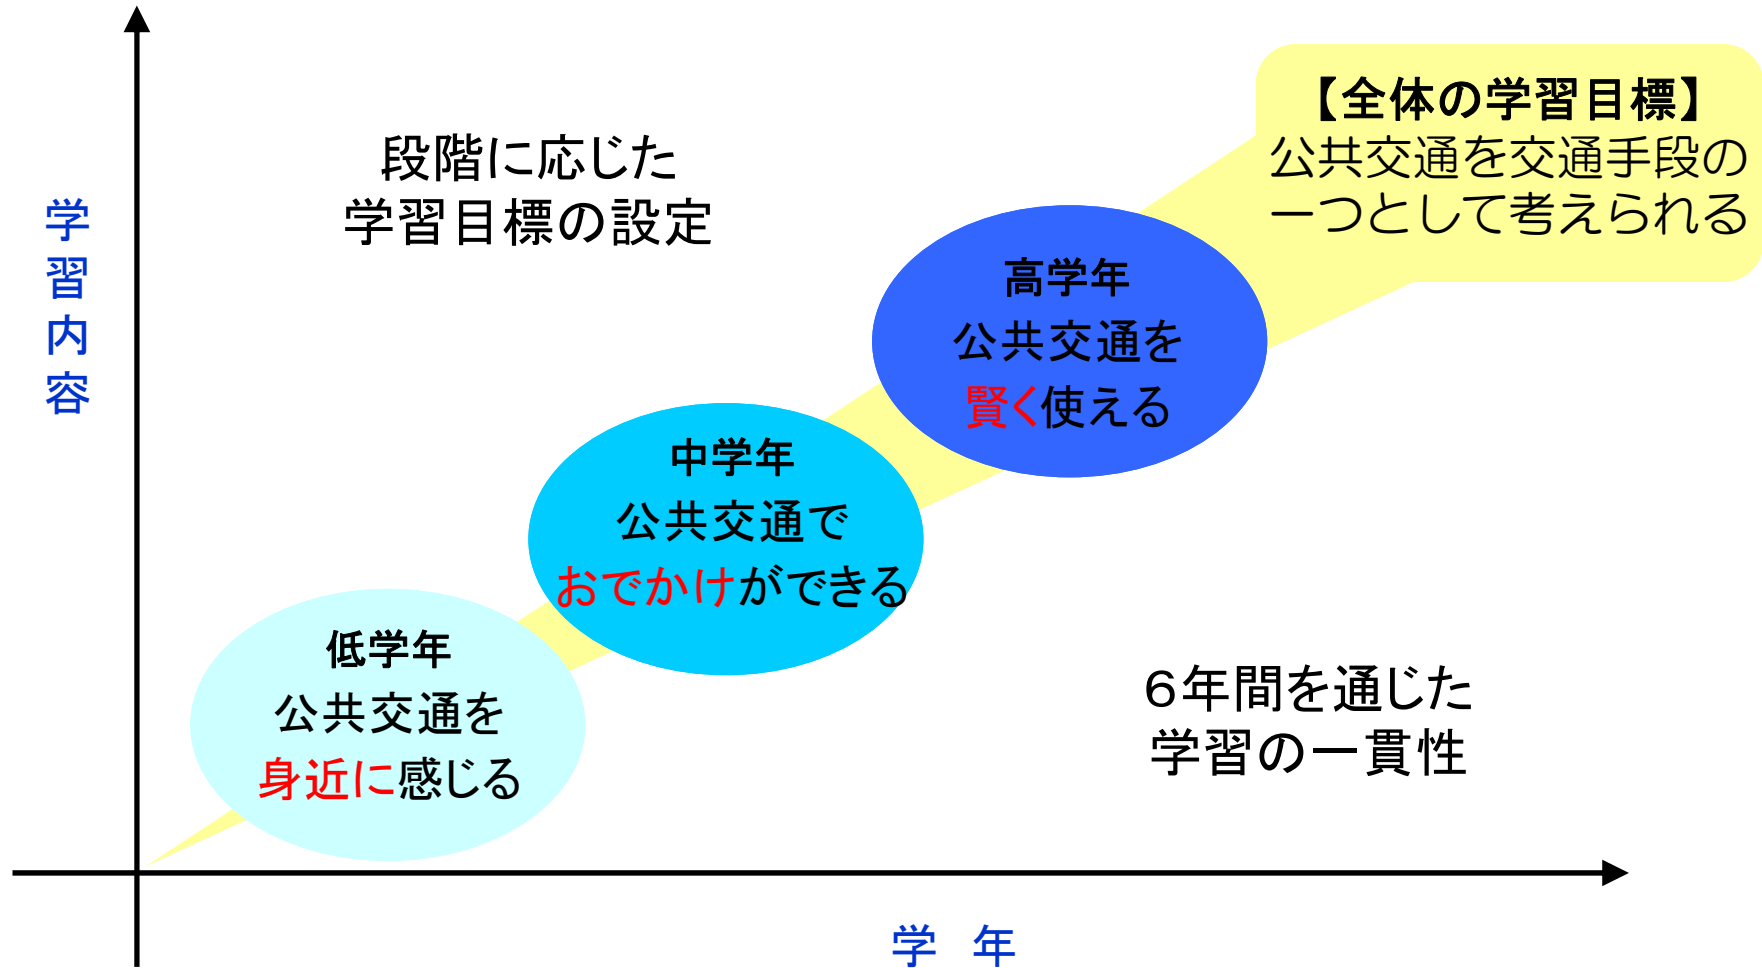 【全体の学習目標】
公共交通を交通手段の
一つとして考えられる
段階に応じた
学習目標の設定
学習内容
高学年
公共交通を
賢く使える
中学年
公共交通で
おでかけができる
低学年
公共交通を
身近に感じる
６年間を通じた
学習の一貫性
学 年